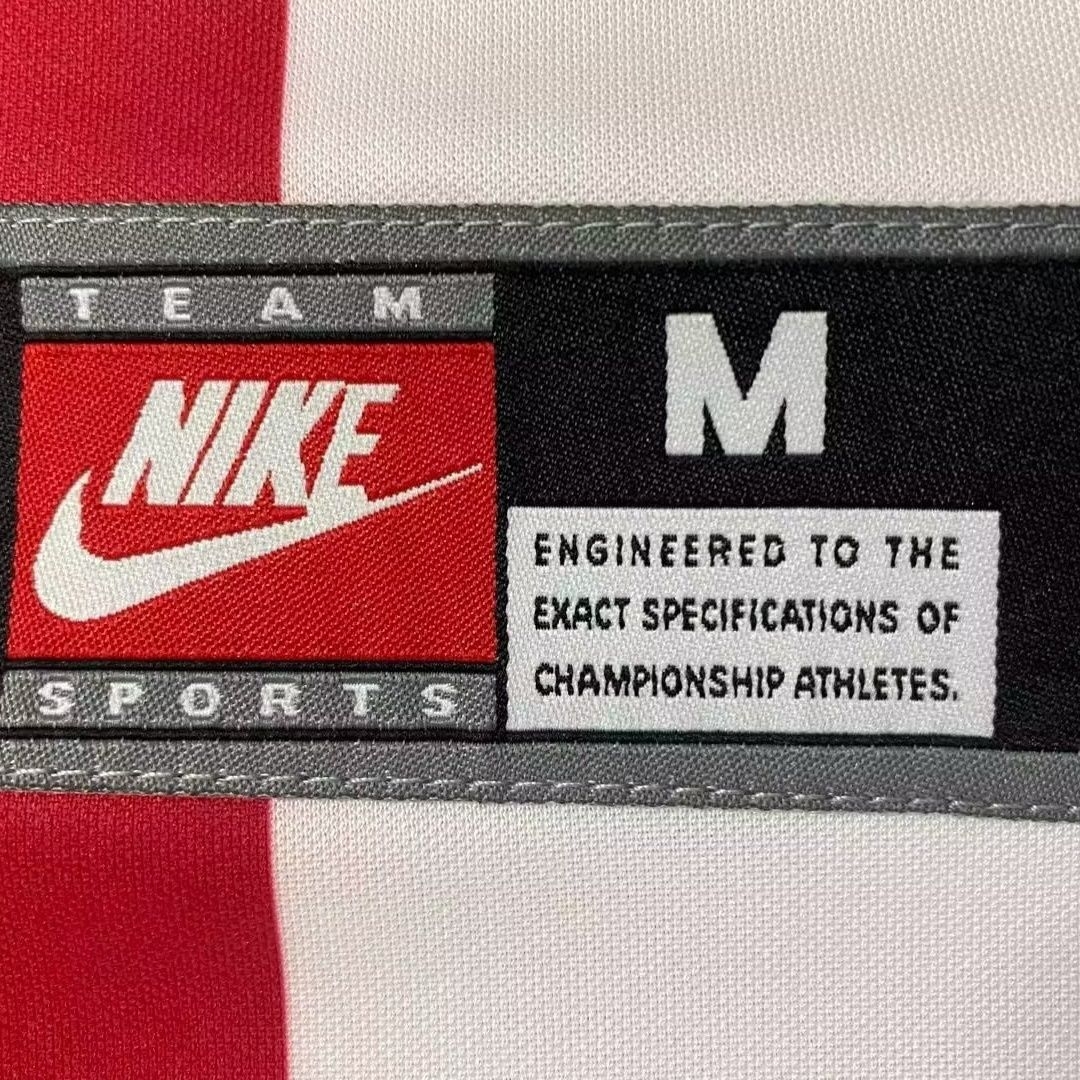 TEAM
NIKE
SPORTS
M
ENGINEERED TO THE
EXACT SPECIFICATIONS OF
CHAMPIONSHIP ATHLETES.